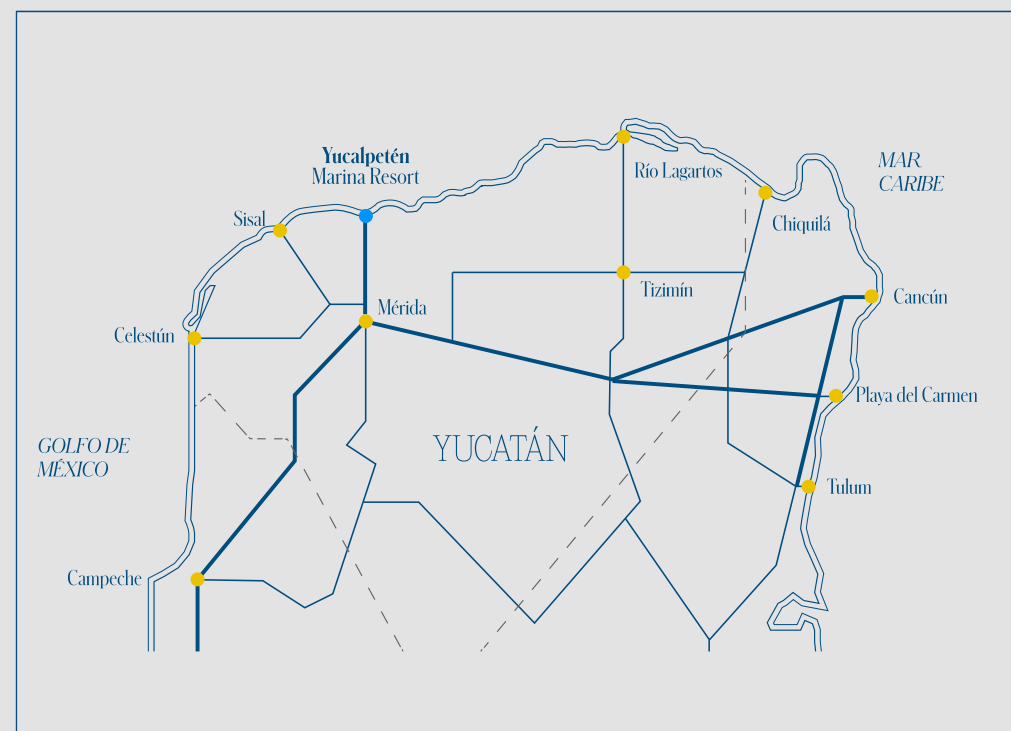 Yucalpetén
Marina Resort
MAR
CARIBE
Río Lagartos
Sisal
Chiquilá
Tizimín
Cancún
Mérida
Celestún
Playa del Carmen
GOLFO DE
MÉXICO
YUCATÁN
Tulum
Campeche